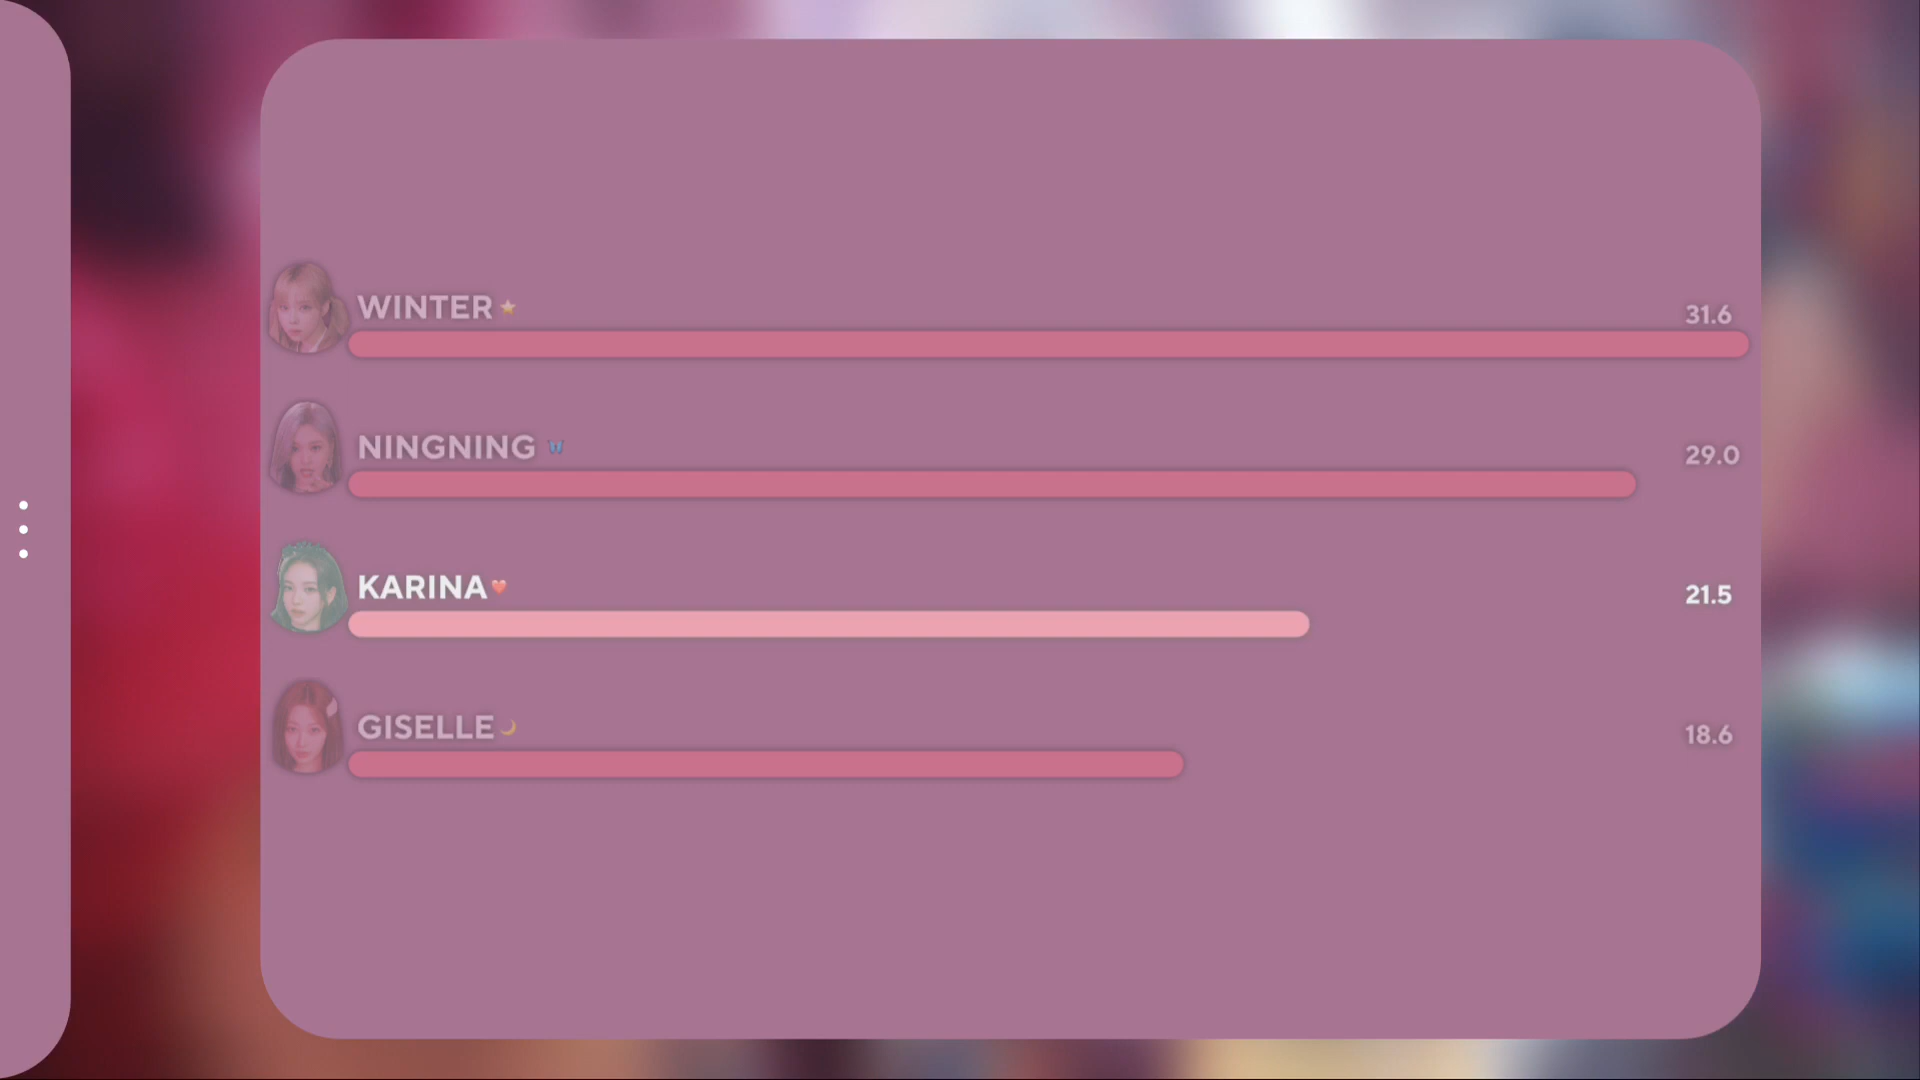 WINTER
31.6
NINGNING
29.0
KARINA
21.5
GISELLE
18.6